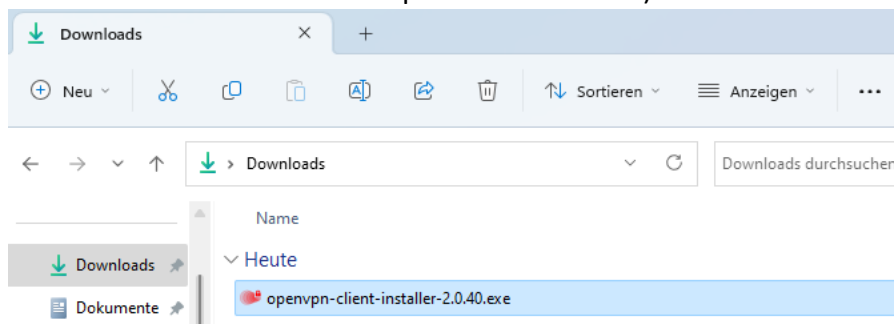 Downloads
Neu
Sortieren
Anzeigen
Downloads
Downloads durchsuchen
Name
Downloads
Heute
Dokumente
openvpn-client-installer-2.0.40.exe